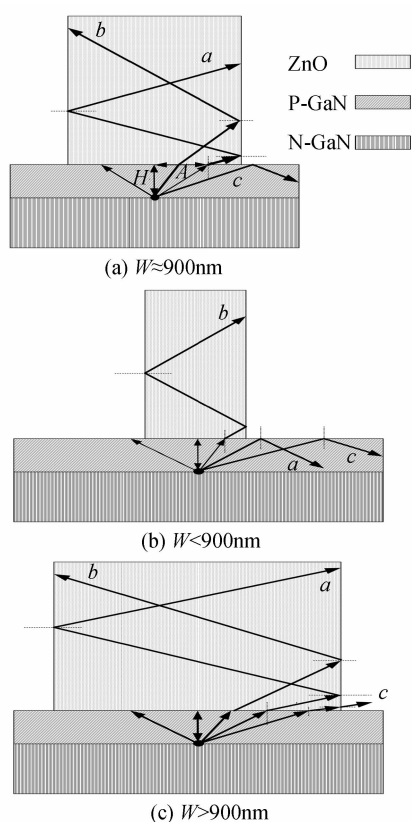 b
a
ZnO
P-GaN
N-GaN
H
A
c
(a) W≈900nm
b
a
c
(b) W<900nm
b
a
c
(c) W>900nm